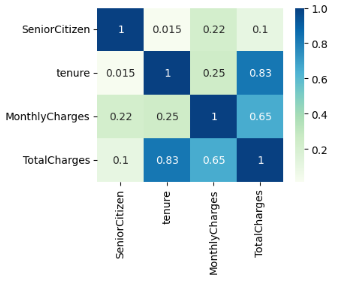 SeniorCitizen 1 0.015 0.22 0.1
tenure 0.015 1 0.25 0.83
MonthlyCharges 0.22 0.25 1 0.65
TotalCharges 0.1 0.83 0.65 1
SeniorCitizen
tenure
MonthlyCharges
TotalCharges
1.0
0.8
0.6
0.4
0.2